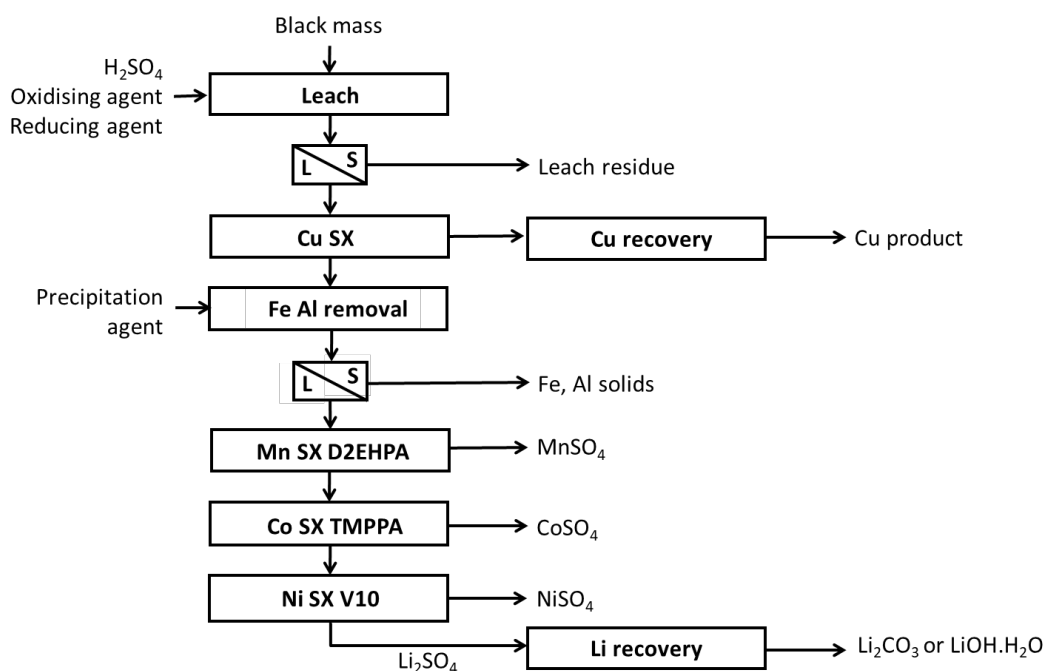 Black mass
H₂SO₄
Oxidising agent
Reducing agent
Leach
L S
Leach residue
Cu SX
Cu recovery
Cu product
Precipitation
agent
Fe Al removal
L S
Fe, Al solids
Mn SX D2EHPA
MnSO₄
Co SX TMPPA
CoSO₄
Ni SX V10
NiSO₄
Li₂SO₄
Li recovery
Li₂CO₃ or LiOH.H₂O